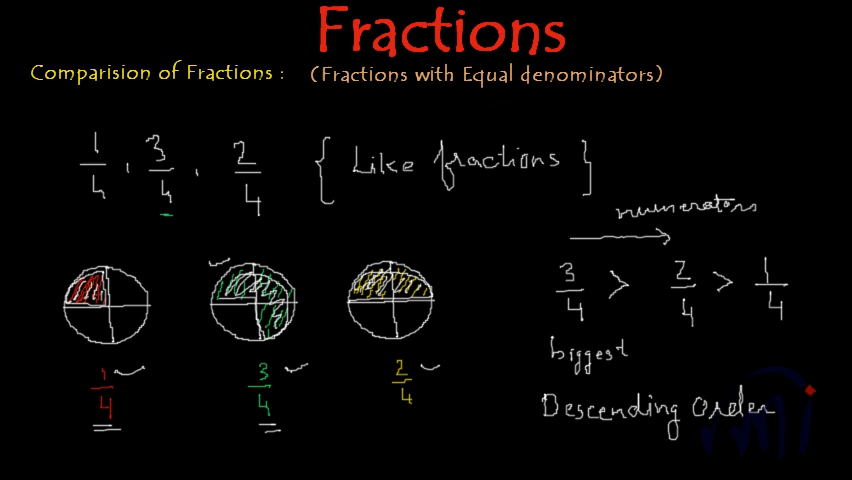 Fractions
Comparision of Fractions : (Fractions with Equal denominators)
1/4 , 3/4 , 2/4 { Like fractions }
numerators
3/4 > 2/4 > 1/4
biggest
1/4 3/4 2/4
Descending Order